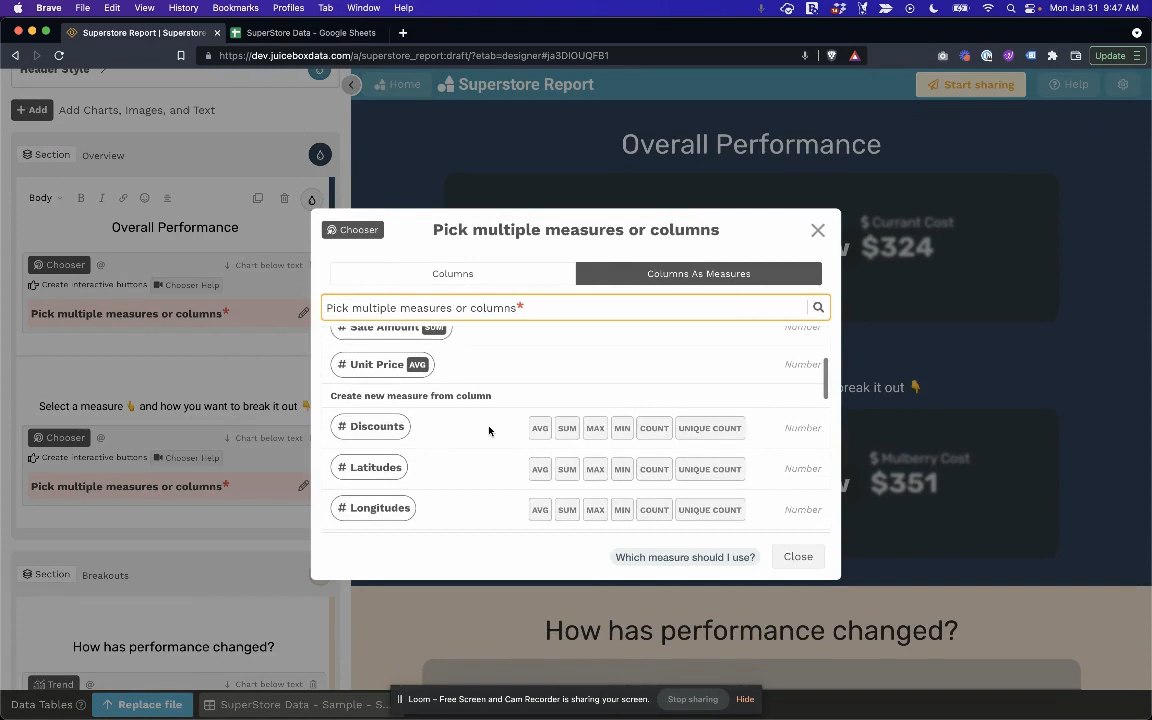 Brave File Edit View History Bookmarks Profiles Tab Window Help
14
Mon Jan 31 9:47 AM
Superstore Report | Superstore
SuperStore Data - Google Sheets
https://dev.juiceboxdata.com/a/superstore_report:draft/?etab=designer#ja3DIOUQFB1
Update
Header Style
Home
Superstore Report
Start sharing
Help
+ Add
Add Charts, Images, and Text
Overall Performance
Section
Overview
Body
B
I
Overall Performance
Chooser
@
↓ Chart below text
Create interactive buttons
Chooser Help
Pick multiple measures or columns*
Select a measure 👆 and how you want to break it out 👇
Chooser
@
↓ Chart below text
Create interactive buttons
Chooser Help
Pick multiple measures or columns*
Section
Breakouts
How has performance changed?
Trend
@
↓ Chart below text
Data Tables
Replace file
SuperStore Data - Sample - S...
Chooser
Pick multiple measures or columns
Columns
Columns As Measures
Pick multiple measures or columns*
# Sale Amount SUM
Number
# Unit Price AVG
Number
Create new measure from column
# Discounts
AVG SUM MAX MIN COUNT UNIQUE COUNT
Number
# Latitudes
AVG SUM MAX MIN COUNT UNIQUE COUNT
Number
# Longitudes
AVG SUM MAX MIN COUNT UNIQUE COUNT
Number
Which measure should I use?
Close
$ Currant Cost
$324
break it out 👇
$ Mulberry Cost
$351
How has performance changed?
Loom – Free Screen and Cam Recorder is sharing your screen.
Stop sharing
Hide